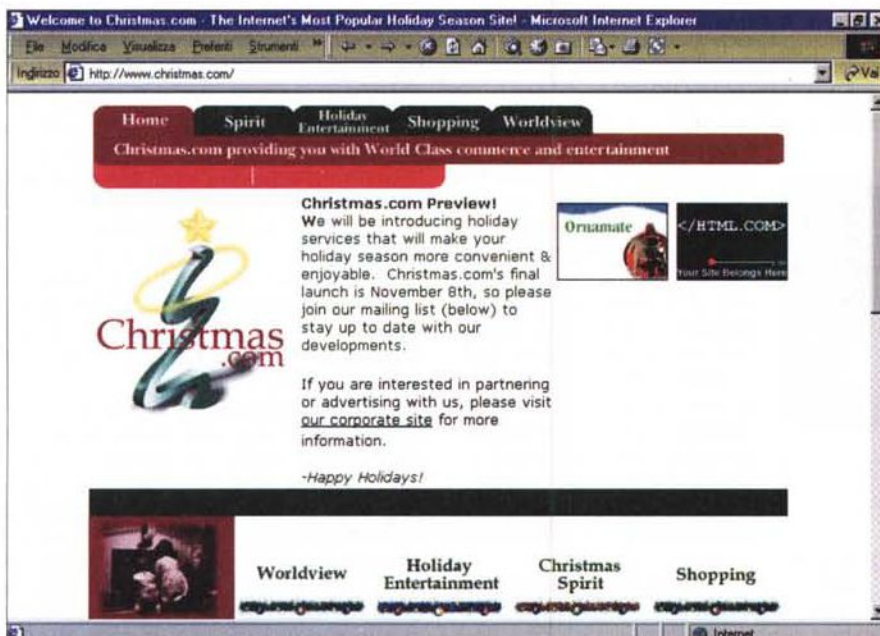 Welcome to Christmas.com - The Internet's Most Popular Holiday Season Site! - Microsoft Internet Explorer
File Modifica Visualizza Preferiti Strumenti
Indirizzo http://www.christmas.com/ Vai
Home Spirit Holiday Entertainment Shopping Worldview
Christmas.com providing you with World Class commerce and entertainment
Christmas
.com
Christmas.com Preview!
We will be introducing holiday
services that will make your
holiday season more convenient &
enjoyable. Christmas.com's final
launch is November 8th, so please
join our mailing list (below) to
stay up to date with our
developments.
If you are interested in partnering
or advertising with us, please visit
our corporate site for more
information.
-Happy Holidays!
Ornamate
</HTML.COM>
Your Site Belongs Here
Worldview
Holiday
Entertainment
Christmas
Spirit
Shopping
Internet